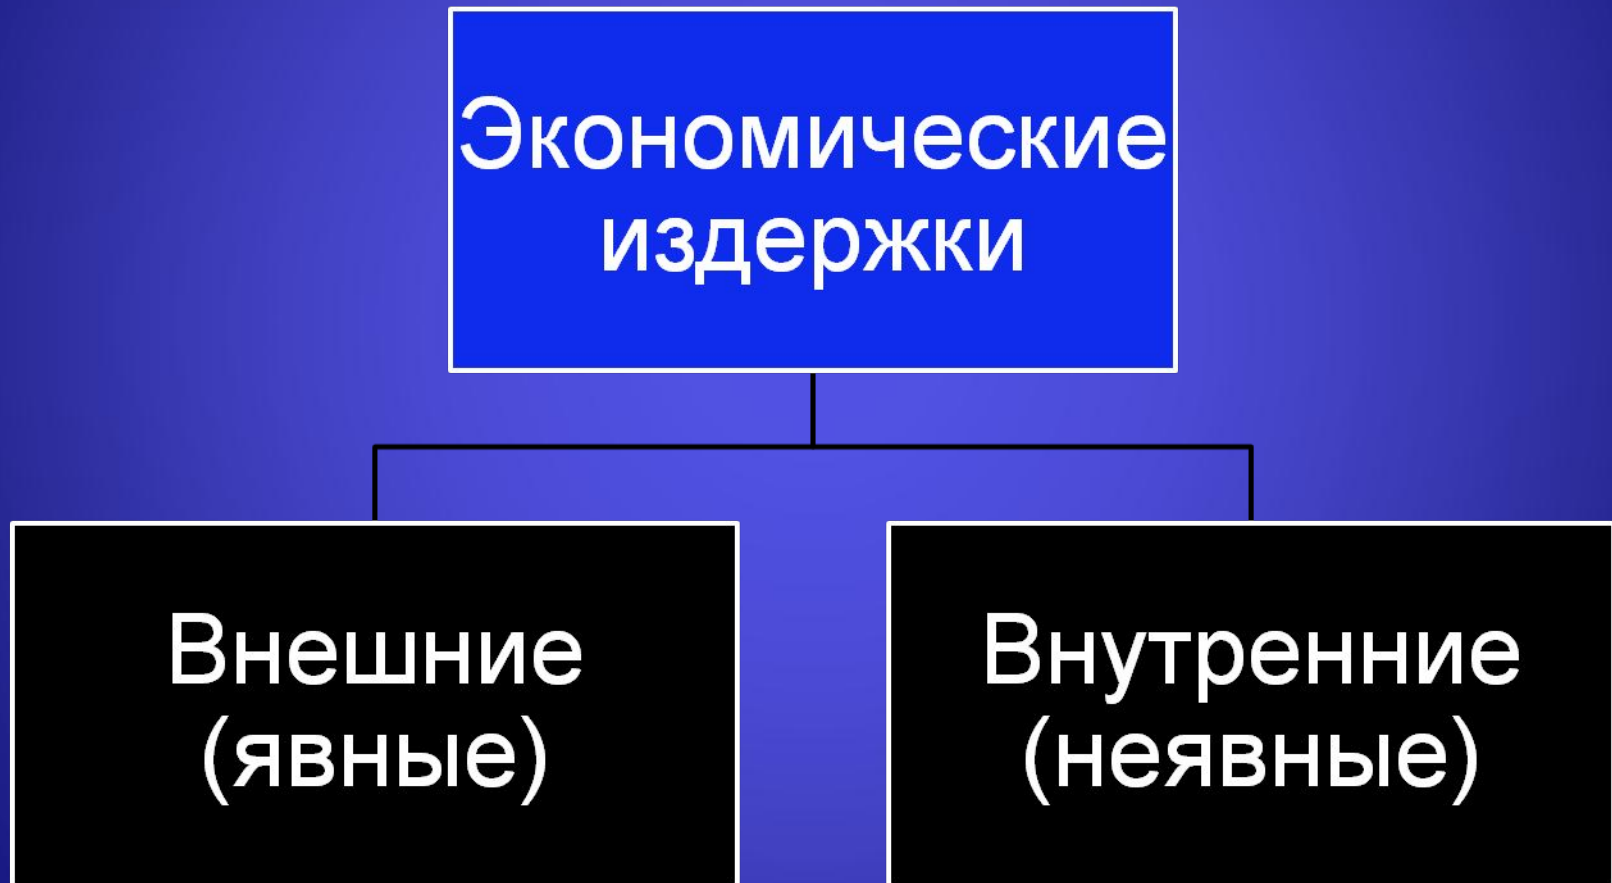 Экономические
издержки
Внешние
(явные)
Внутренние
(неявные)